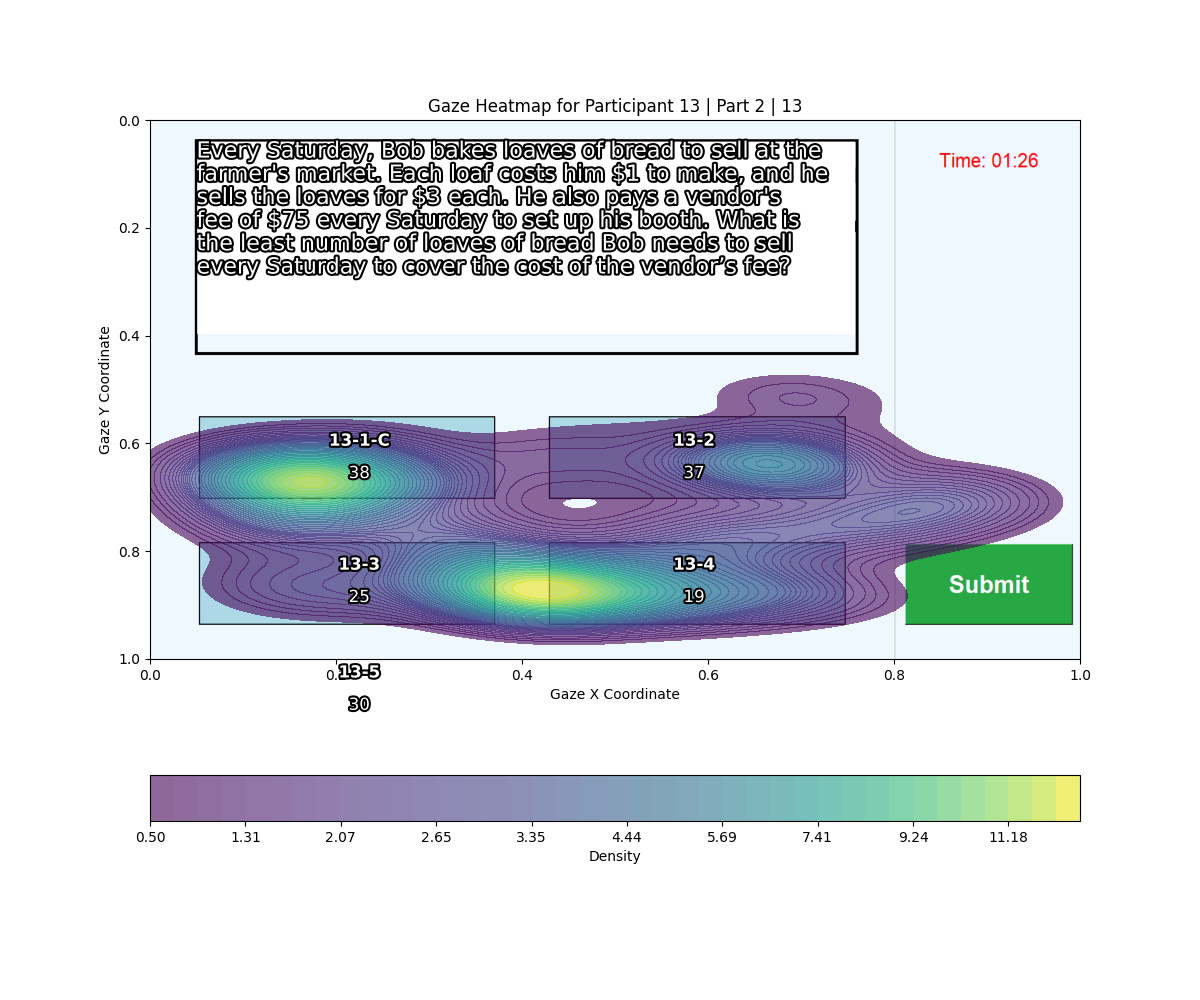 Gaze Heatmap for Participant 13 | Part 2 | 13
Every Saturday, Bob bakes loaves of bread to sell at the
farmer's market. Each loaf costs him $1 to make, and he
sells the loaves for $3 each. He also pays a vendor's
fee of $75 every Saturday to set up his booth. What is
the least number of loaves of bread Bob needs to sell
every Saturday to cover the cost of the vendor’s fee?
Time: 01:26
13-1-C
38
13-2
37
13-3
25
13-4
19
Submit
13-5
30
0.0
0.2
0.4
0.6
0.8
1.0
Gaze Y Coordinate
0.0 0.4 0.6 0.8 1.0
Gaze X Coordinate
0.50 1.31 2.07 2.65 3.35 4.44 5.69 7.41 9.24 11.18
Density